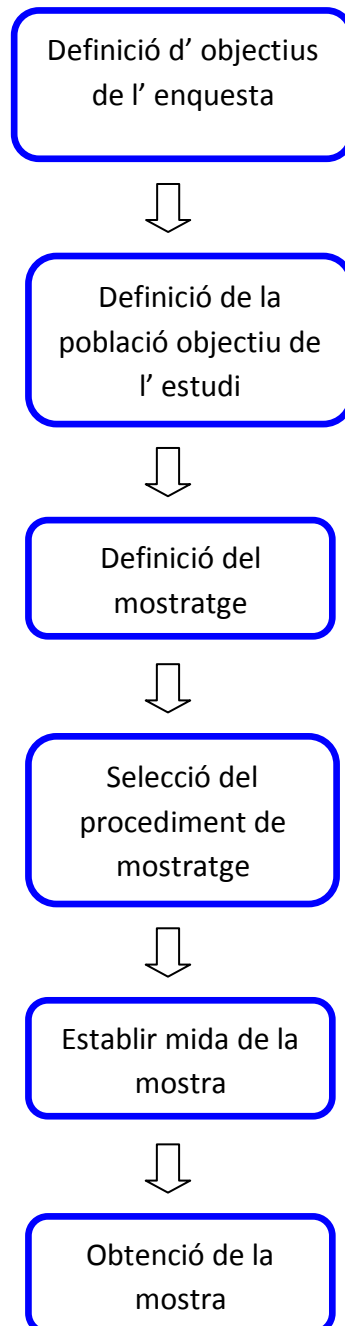 Definició d’ objectius
de l’ enquesta
Definició de la
població objectiu de
l’ estudi
Definició del
mostratge
Selecció del
procediment de
mostratge
Establir mida de la
mostra
Obtenció de la
mostra